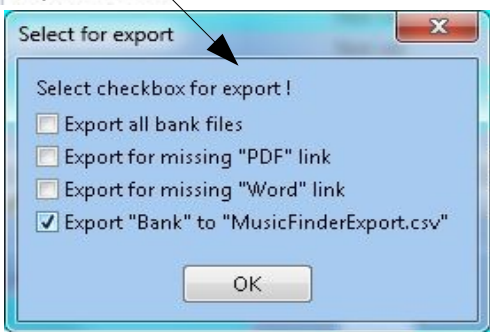 Select for export
Select checkbox for export !
Export all bank files
Export for missing "PDF" link
Export for missing "Word" link
Export "Bank" to "MusicFinderExport.csv"
OK